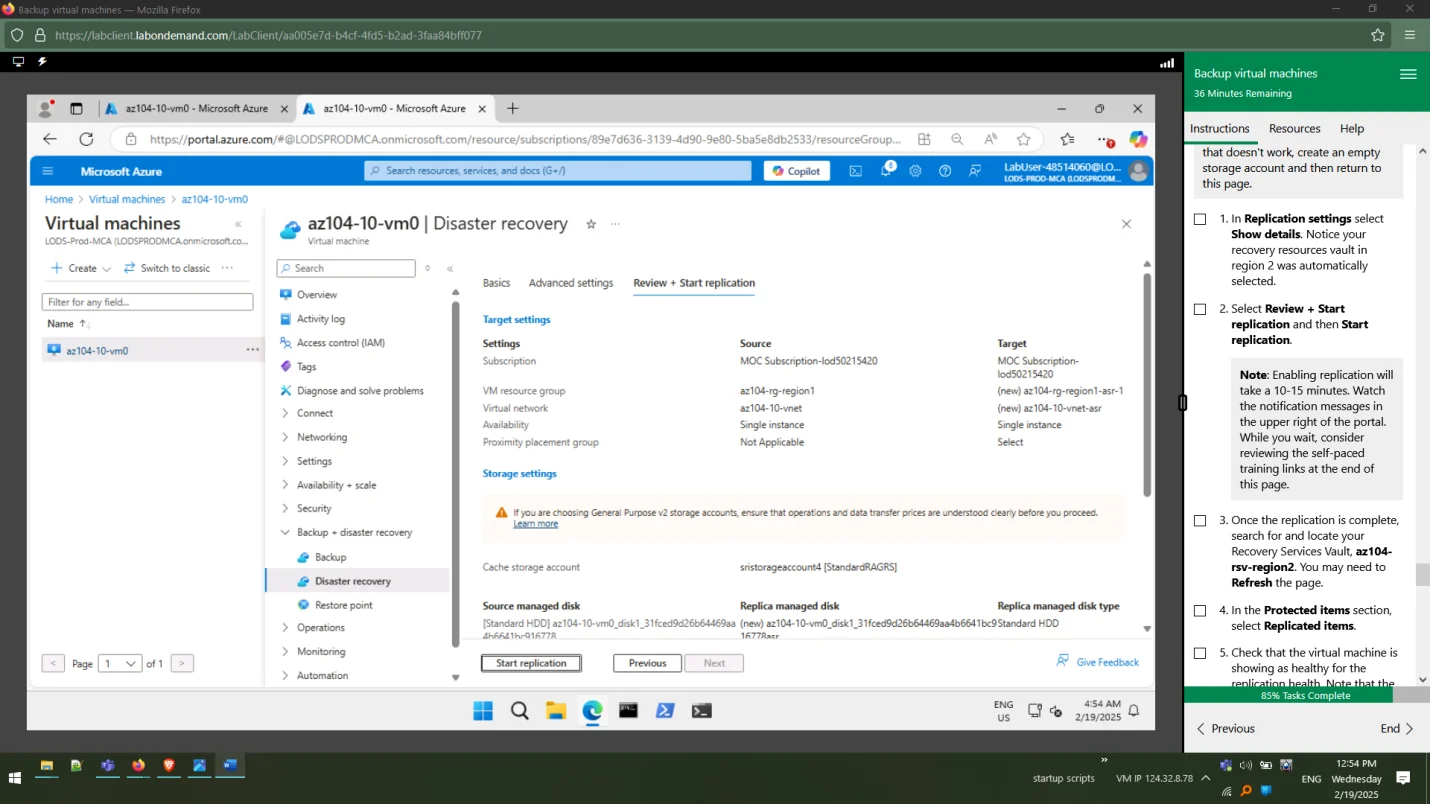 Backup virtual machines — Mozilla Firefox
https://labclient.labondemand.com/LabClient/aa005e7d-b4cf-4fd5-b2ad-3faa84bff077
az104-10-vm0 - Microsoft Azure
az104-10-vm0 - Microsoft Azure
https://portal.azure.com/#@LODSPRODMCA.onmicrosoft.com/resource/subscriptions/89e7d636-3139-4d90-9e80-5ba5e8db2533/resourceGroup...
Microsoft Azure
Search resources, services, and docs (G+/)
Copilot
6
LabUser-48514060@LO...
LODS-PROD-MCA (LODSPRODM...
Home > Virtual machines > az104-10-vm0
Virtual machines
LODS-Prod-MCA (LODSPRODMCA.onmicrosoft.co...
Create
Switch to classic
Filter for any field...
Name
az104-10-vm0
Page 1 of 1
az104-10-vm0 | Disaster recovery
Virtual machine
Search
Overview
Activity log
Access control (IAM)
Tags
Diagnose and solve problems
Connect
Networking
Settings
Availability + scale
Security
Backup + disaster recovery
Backup
Disaster recovery
Restore point
Operations
Monitoring
Automation
Basics Advanced settings Review + Start replication
Target settings
Settings Source Target
Subscription MOC Subscription-lod50215420 MOC Subscription-
lod50215420
VM resource group az104-rg-region1 (new) az104-rg-region1-asr-1
Virtual network az104-10-vnet (new) az104-10-vnet-asr
Availability Single instance Single instance
Proximity placement group Not Applicable Select
Storage settings
If you are choosing General Purpose v2 storage accounts, ensure that operations and data transfer prices are understood clearly before you proceed.
Learn more
Cache storage account sristorageaccount4 [StandardRAGRS]
Source managed disk Replica managed disk Replica managed disk type
[Standard HDD] az104-10-vm0_disk1_31fced9d26b64469aa (new) az104-10-vm0_disk1_31fced9d26b64469aa4b6641bc9 Standard HDD
4b6641bc916778 16778asr
Start replication Previous Next
Give Feedback
ENG
US
4:54 AM
2/19/2025
Backup virtual machines
36 Minutes Remaining
Instructions Resources Help
that doesn't work, create an empty
storage account and then return to
this page.
1. In Replication settings select
Show details. Notice your
recovery resources vault in
region 2 was automatically
selected.
2. Select Review + Start
replication and then Start
replication.
Note: Enabling replication will
take a 10-15 minutes. Watch
the notification messages in
the upper right of the portal.
While you wait, consider
reviewing the self-paced
training links at the end of
this page.
3. Once the replication is complete,
search for and locate your
Recovery Services Vault, az104-
rsv-region2. You may need to
Refresh the page.
4. In the Protected items section,
select Replicated items.
5. Check that the virtual machine is
showing as healthy for the
replication health. Note that the
85% Tasks Complete
Previous
End
startup scripts
VM IP 124.32.8.78
ENG
12:54 PM
Wednesday
2/19/2025